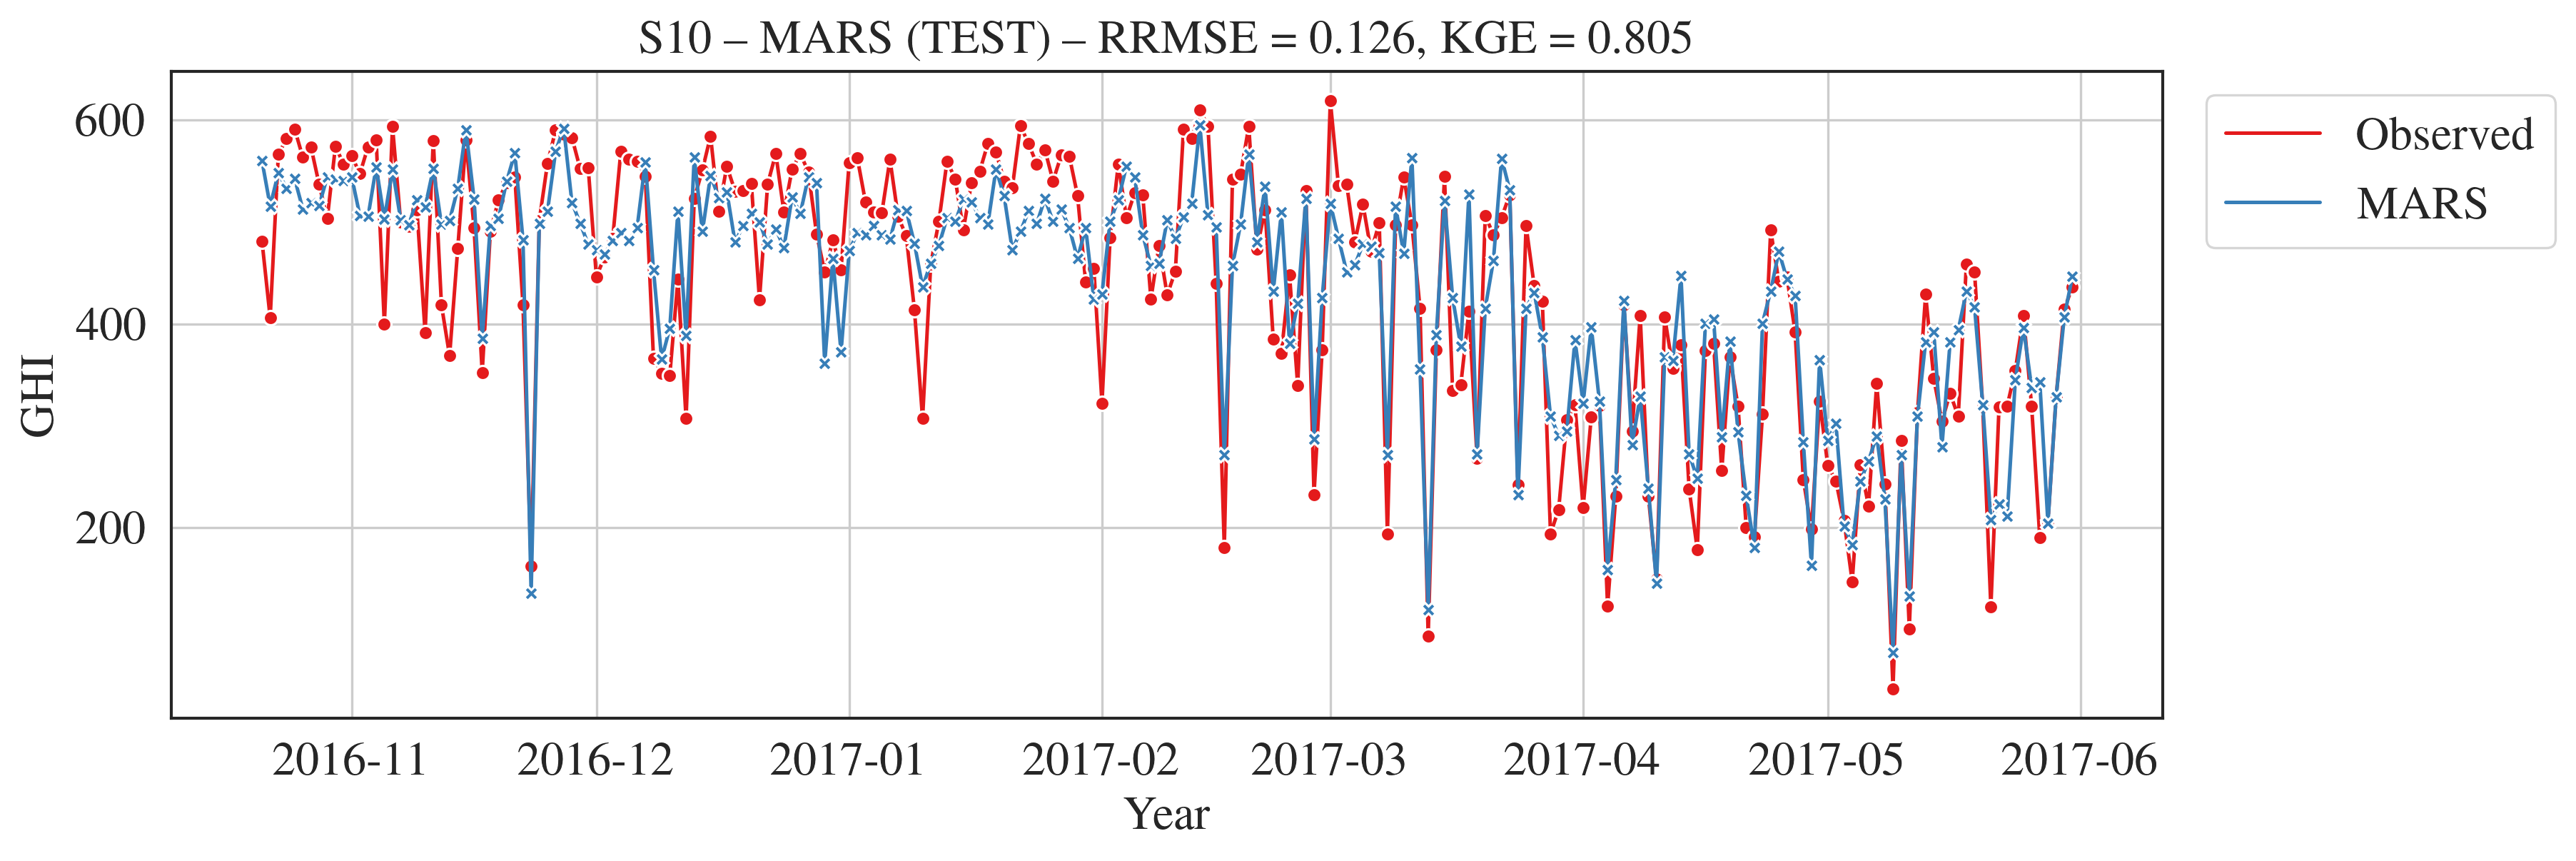 S10 – MARS (TEST) – RRMSE = 0.126, KGE = 0.805
600
400
200
GHI
2016-11 2016-12 2017-01 2017-02 2017-03 2017-04 2017-05 2017-06
Year
Observed
MARS